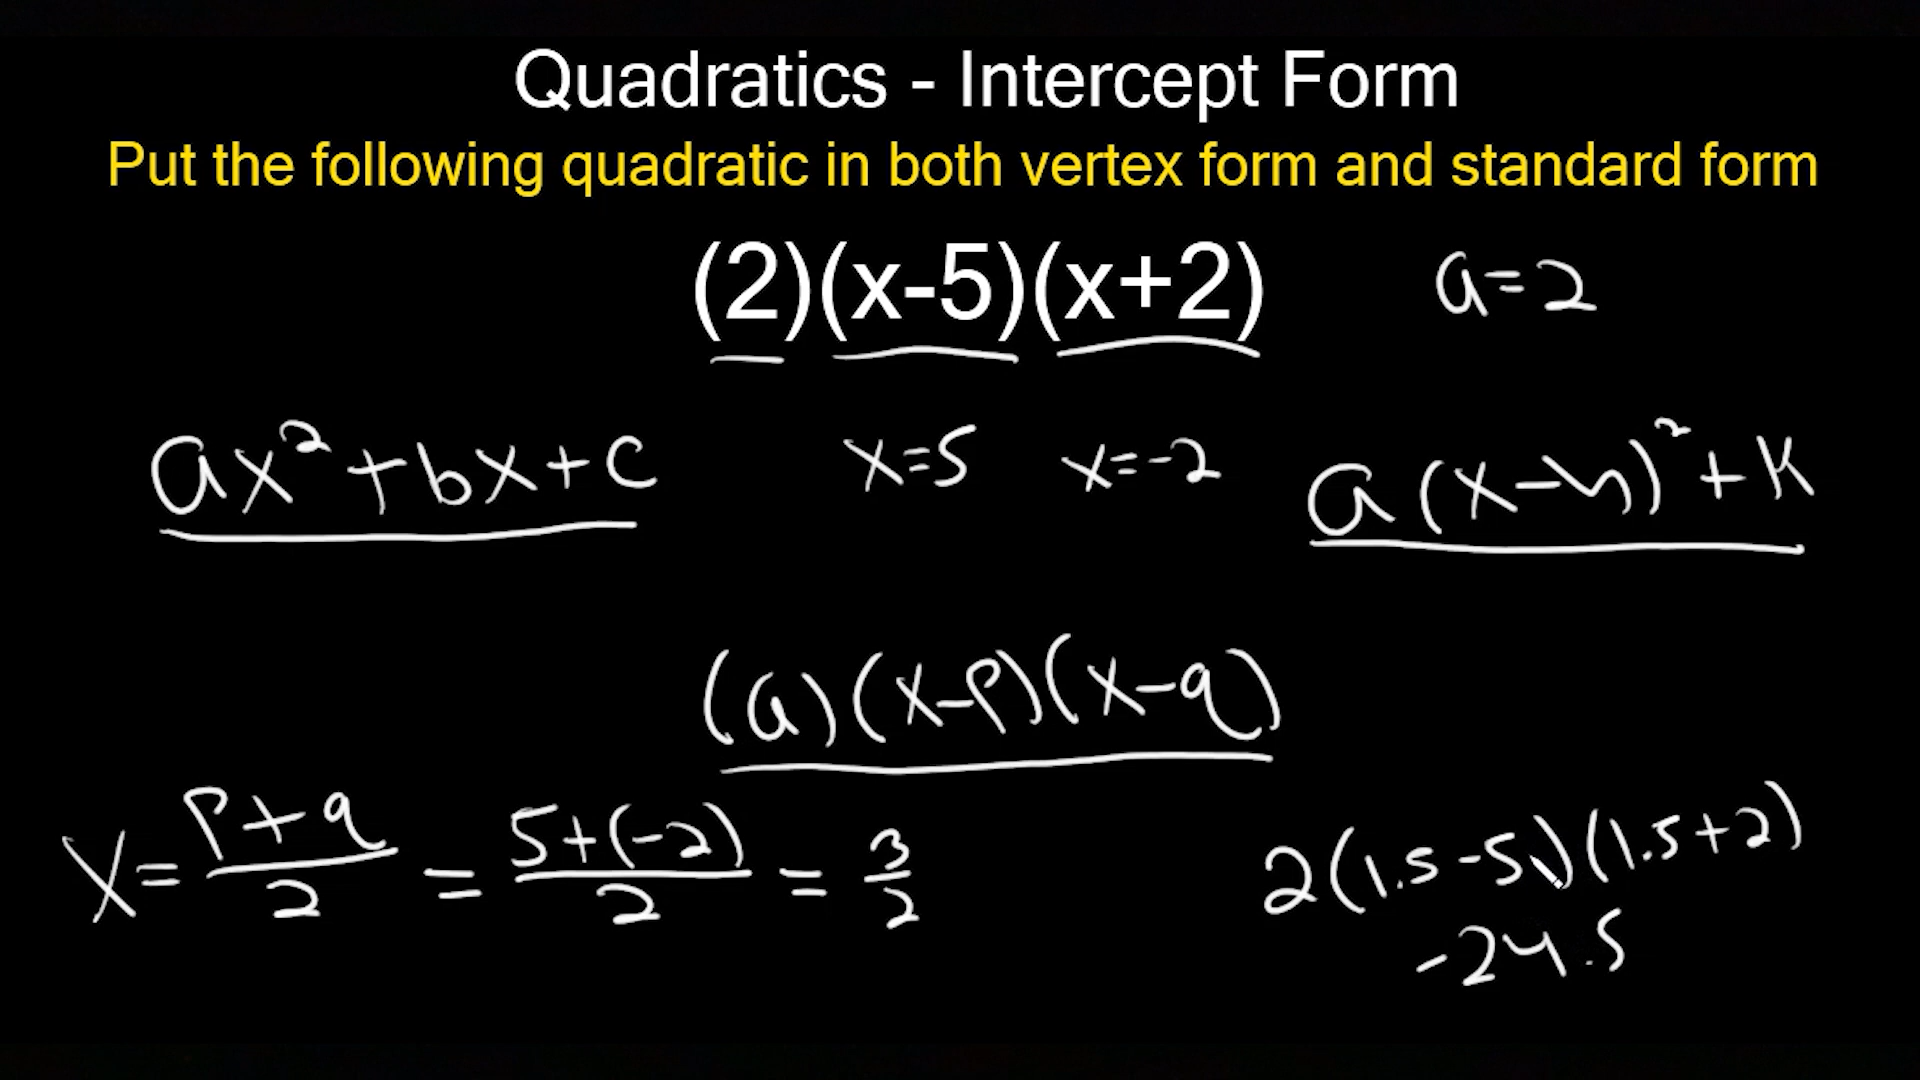 Quadratics - Intercept Form
Put the following quadratic in both vertex form and standard form
(2)(x-5)(x+2)
a=2
ax²+bx+c
x=5
x=-2
a(x-h)²+k
(a)(x-p)(x-q)
x=p+q/2 = 5+(-2)/2 = 3/2
2(1.5-5)(1.5+2)
-24.5